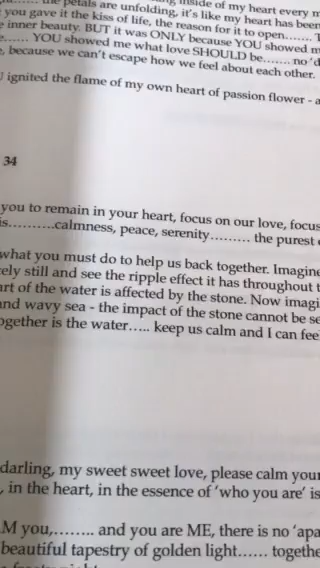 petals are unfolding, it's like my heart has been
you gave it the kiss of life, the reason for it to open.......
inner beauty. BUT it was ONLY because YOU showed m
...... YOU showed me what love SHOULD be....... no 'd
, because we can't escape how we feel about each other.
ignited the flame of my own heart of passion flower - a
34
you to remain in your heart, focus on our love, focus
is..........calmness, peace, serenity......... the purest
what you must do to help us back together. Imagine
ely still and see the ripple effect it has throughout t
art of the water is affected by the stone. Now imagi
and wavy sea - the impact of the stone cannot be se
ogether is the water..... keep us calm and I can fee
darling, my sweet sweet love, please calm your
, in the heart, in the essence of 'who you are' is
M you,........ and you are ME, there is no 'apa
beautiful tapestry of golden light...... togethe